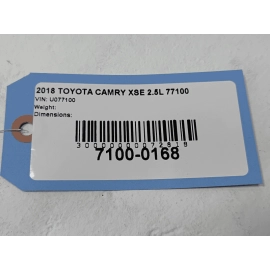 2018 TOYOTA CAMRY XSE 2.5L 77100
VIN: U077100
Weight:
Dimensions:
7100-0168